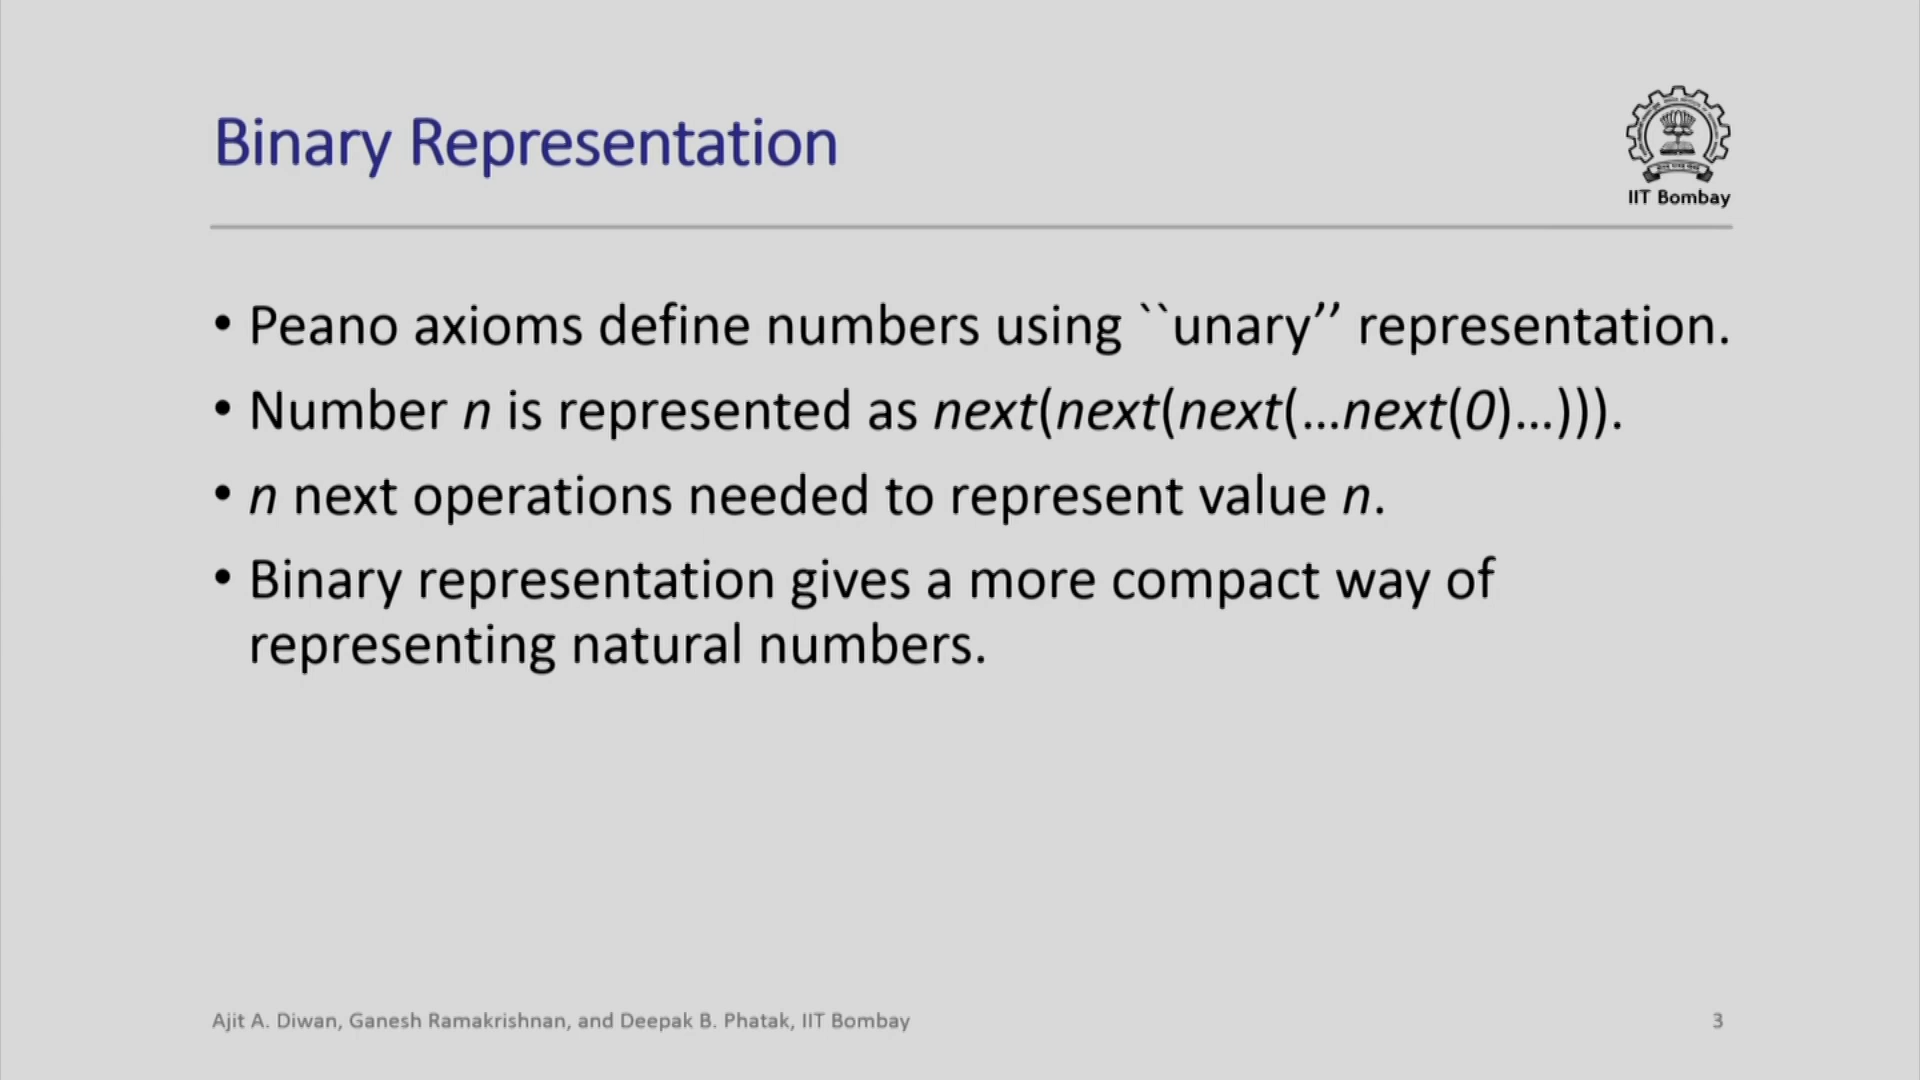 Binary Representation
IIT Bombay
• Peano axioms define numbers using ``unary’’ representation.
• Number n is represented as next(next(next(…next(0)…))).
• n next operations needed to represent value n.
• Binary representation gives a more compact way of
representing natural numbers.
Ajit A. Diwan, Ganesh Ramakrishnan, and Deepak B. Phatak, IIT Bombay
3